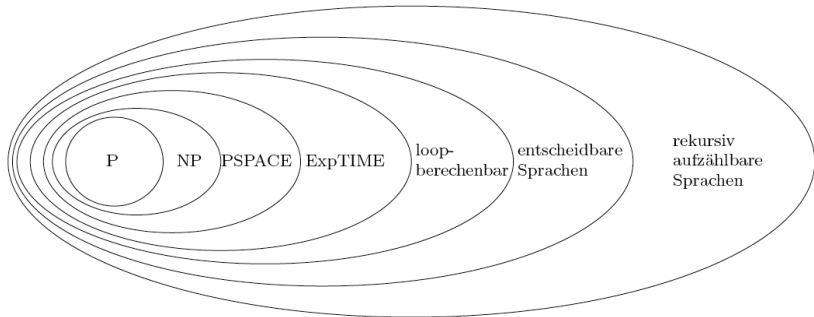 P
NP
PSPACE
ExpTIME
loop-
berechenbar
entscheidbare
Sprachen
rekursiv
aufzählbare
Sprachen